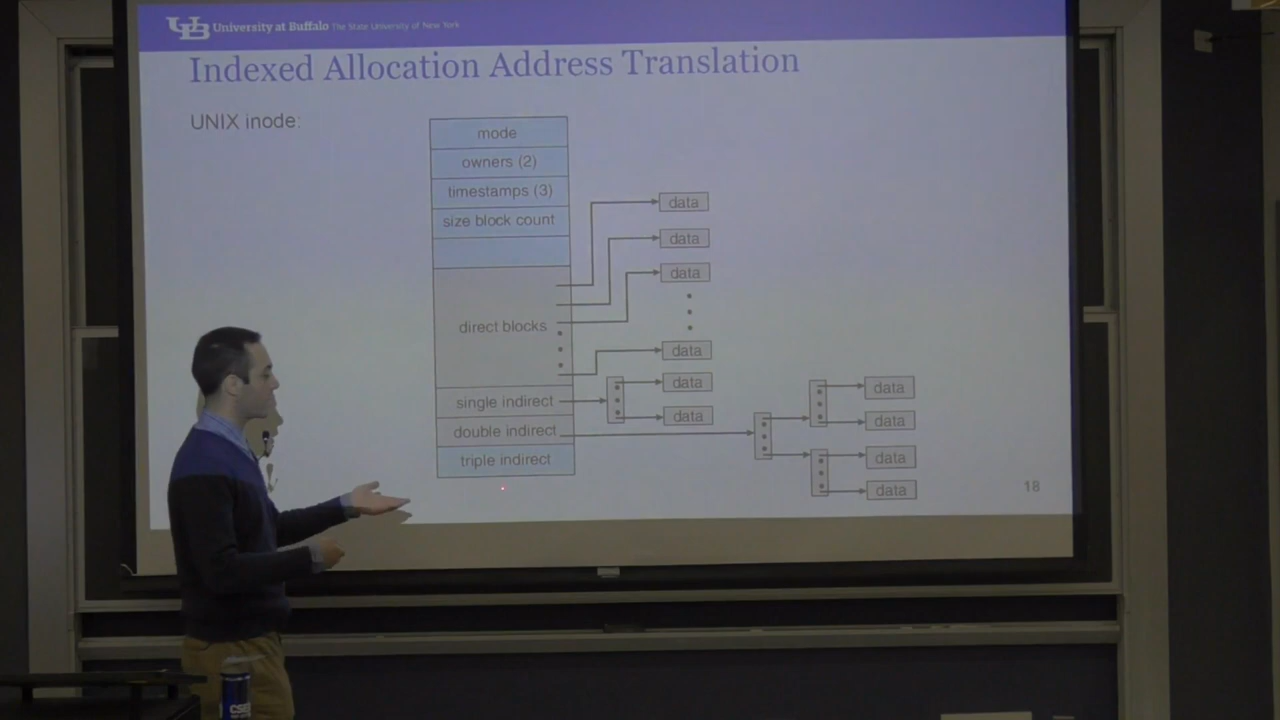 UB University at Buffalo The State University of New York
Indexed Allocation Address Translation
UNIX inode:
mode
owners (2)
timestamps (3)
size block count
direct blocks
single indirect
double indirect
triple indirect
data
data
data
data
data
data
data
data
data
data
18
CSE